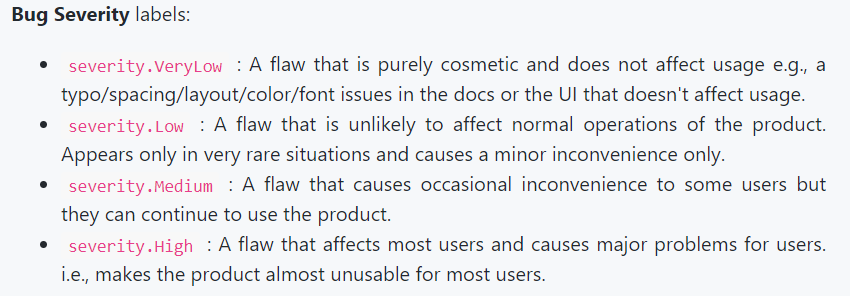 Bug Severity labels:
severity.VeryLow : A flaw that is purely cosmetic and does not affect usage e.g., a
typo/spacing/layout/color/font issues in the docs or the UI that doesn't affect usage.
severity.Low : A flaw that is unlikely to affect normal operations of the product.
Appears only in very rare situations and causes a minor inconvenience only.
severity.Medium : A flaw that causes occasional inconvenience to some users but
they can continue to use the product.
severity.High : A flaw that affects most users and causes major problems for users.
i.e., makes the product almost unusable for most users.